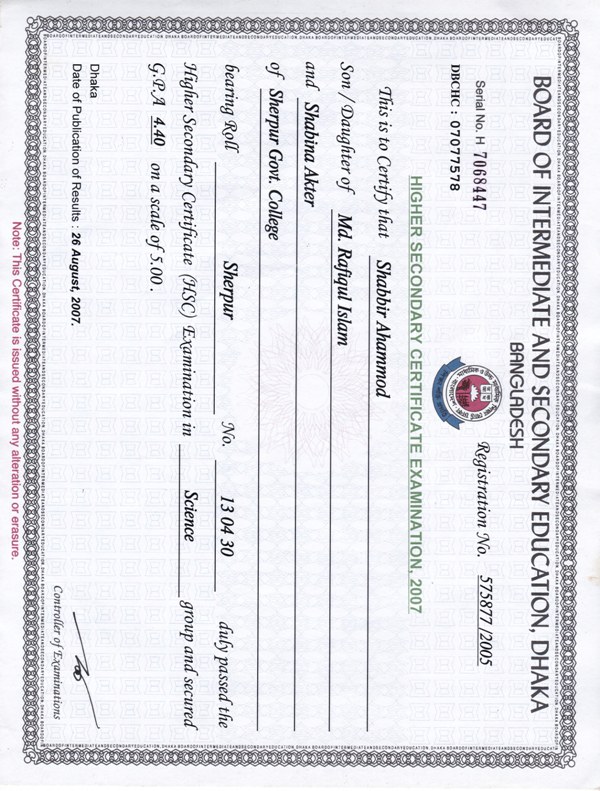 BOARD OF INTERMEDIATE AND SECONDARY EDUCATION, DHAKA
BANGLADESH
Serial No. H 7068447
Registration No. 575877 /2005
DBCHC : 07077578
HIGHER SECONDARY CERTIFICATE EXAMINATION, 2007
This is to Certify that Shabbir Ahammod
Son / Daughter of Md. Rafiqul Islam
and Shabina Akter
of Sherpur Govt. College
bearing Roll Sherpur No. 13 04 30 duly passed the
Higher Secondary Certificate (HSC) Examination in Science group and secured
G.P.A 4.40 on a scale of 5.00 .
Dhaka
Date of Publication of Results : 26 August, 2007.
Controller of Examinations
Note: This Certificate is issued without any alteration or erasure.